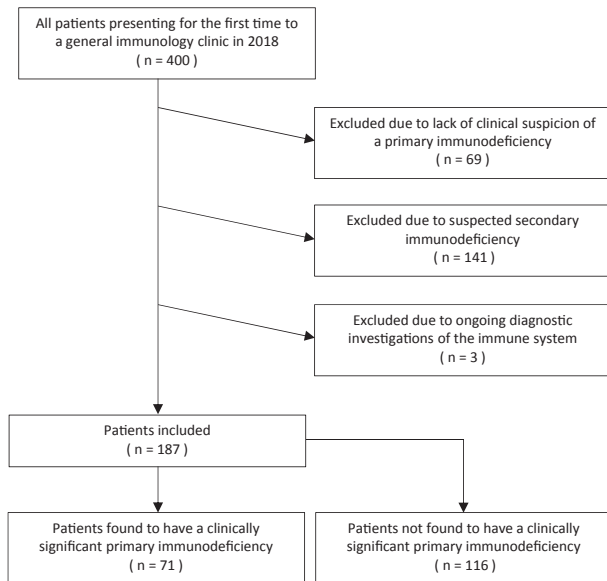 All patients presenting for the first time to
a general immunology clinic in 2018
( n = 400 )
Excluded due to lack of clinical suspicion of
a primary immunodeficiency
( n = 69 )
Excluded due to suspected secondary
immunodeficiency
( n = 141 )
Excluded due to ongoing diagnostic
investigations of the immune system
( n = 3 )
Patients included
( n = 187 )
Patients found to have a clinically
significant primary immunodeficiency
( n = 71 )
Patients not found to have a clinically
significant primary immunodeficiency
( n = 116 )